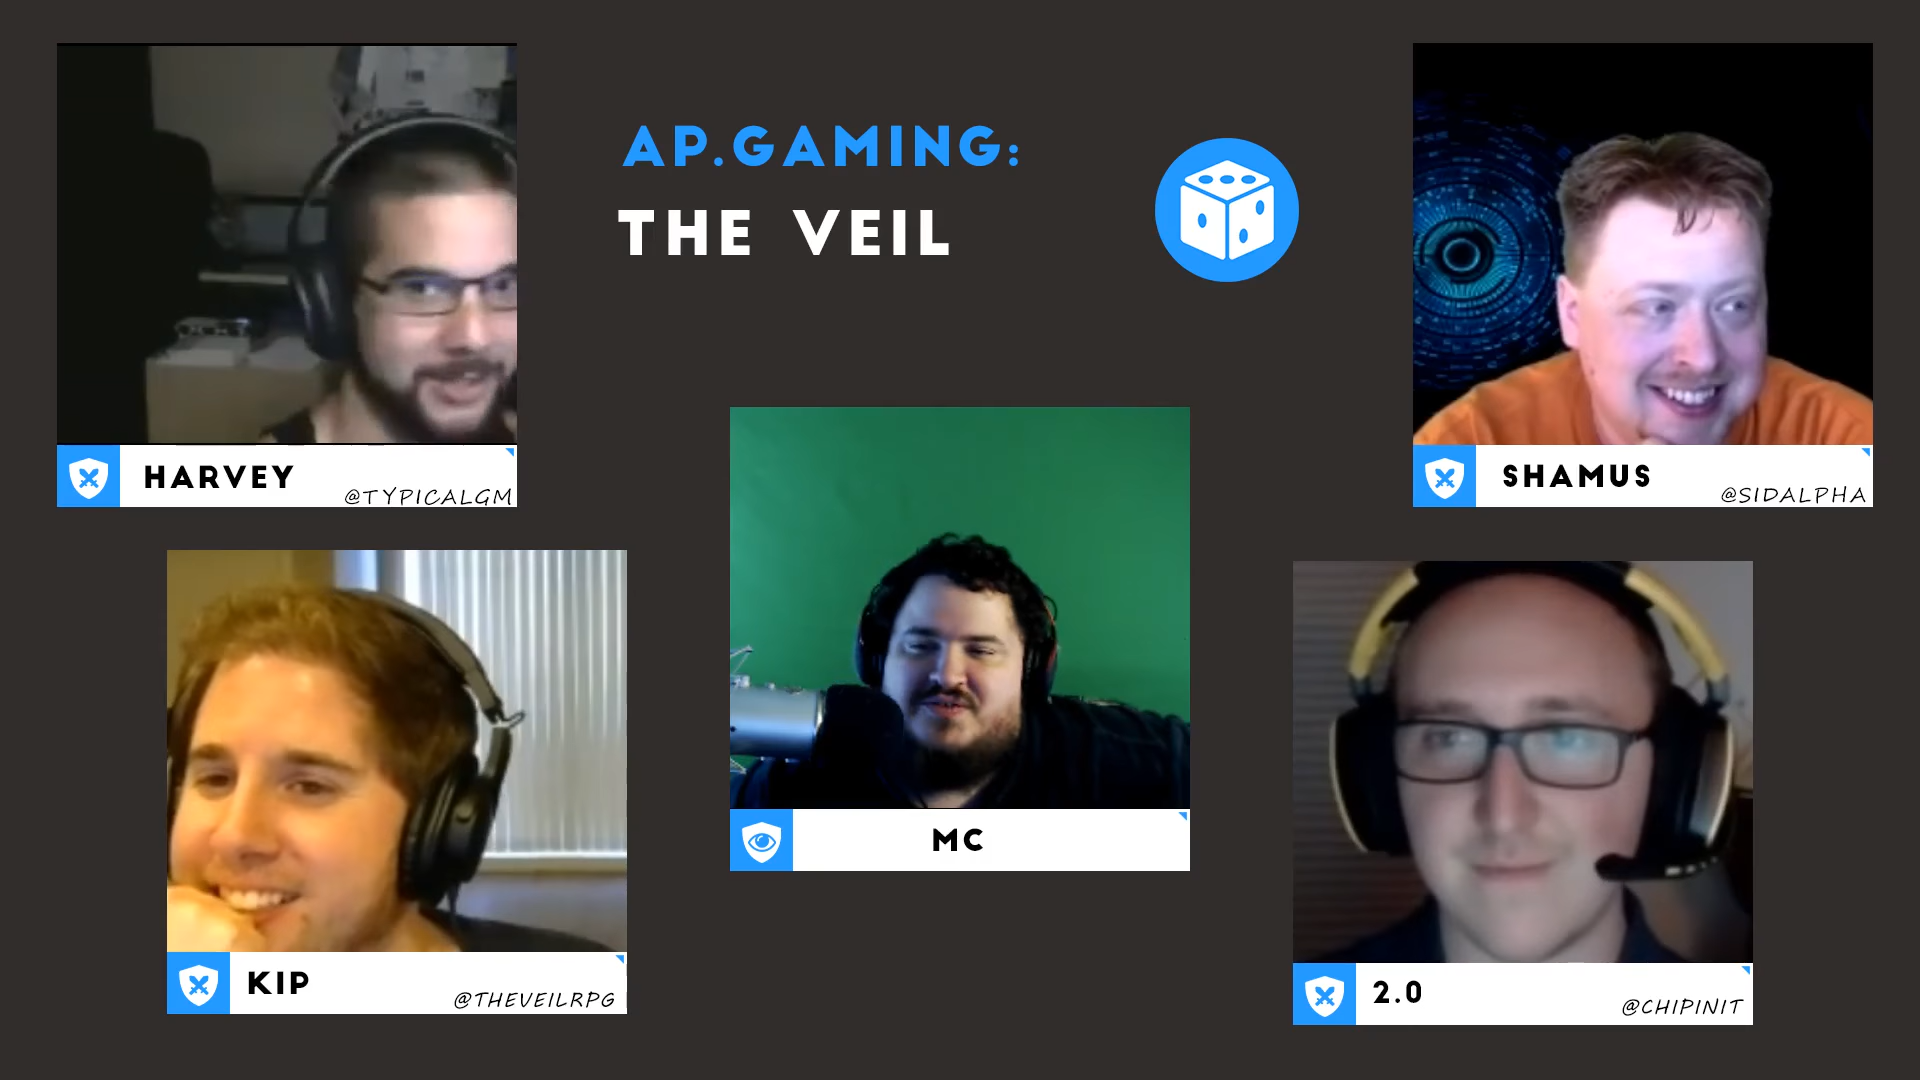 AP.GAMING:
THE VEIL
HARVEY
@TYPICALGM
SHAMUS
@SIDALPHA
MC
KIP
@THEVEILRPG
2.0
@CHIPINIT